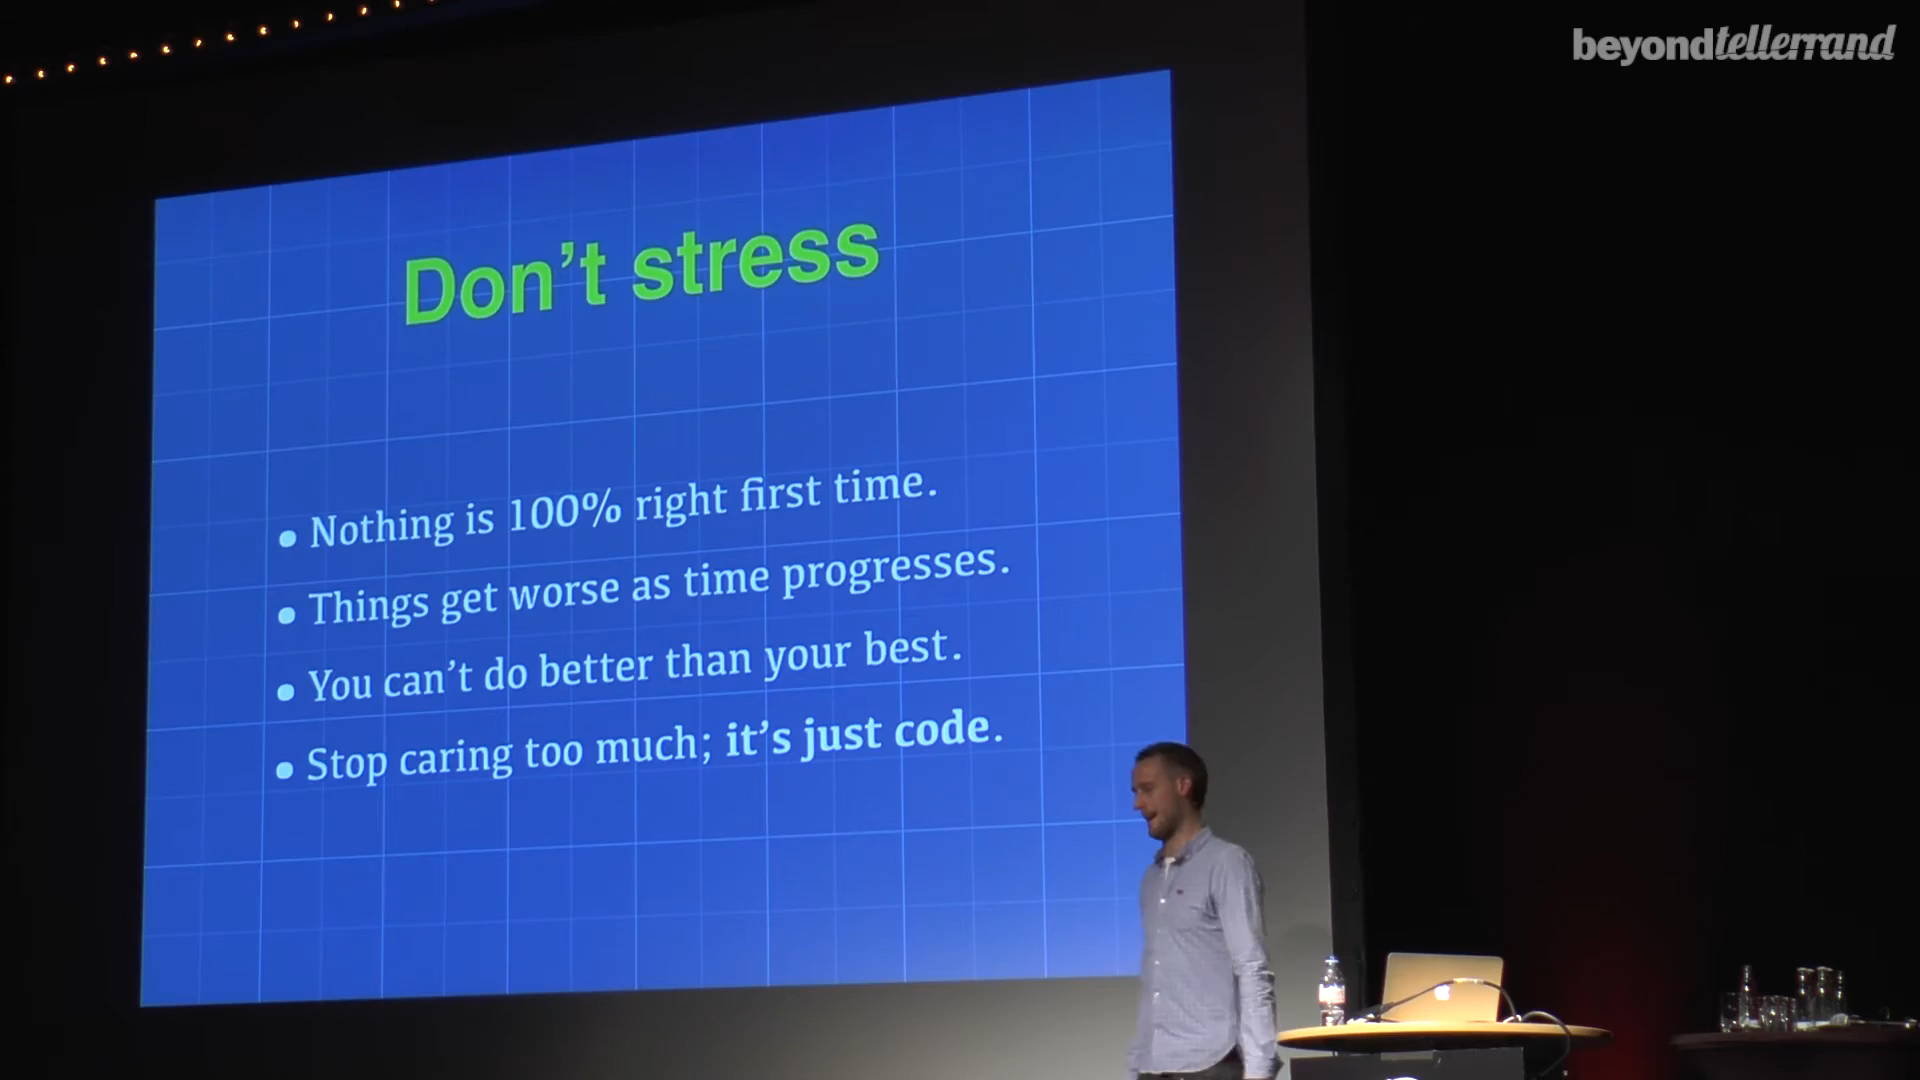 beyondtellerrand
Don’t stress
• Nothing is 100% right first time.
• Things get worse as time progresses.
• You can’t do better than your best.
• Stop caring too much; it’s just code.